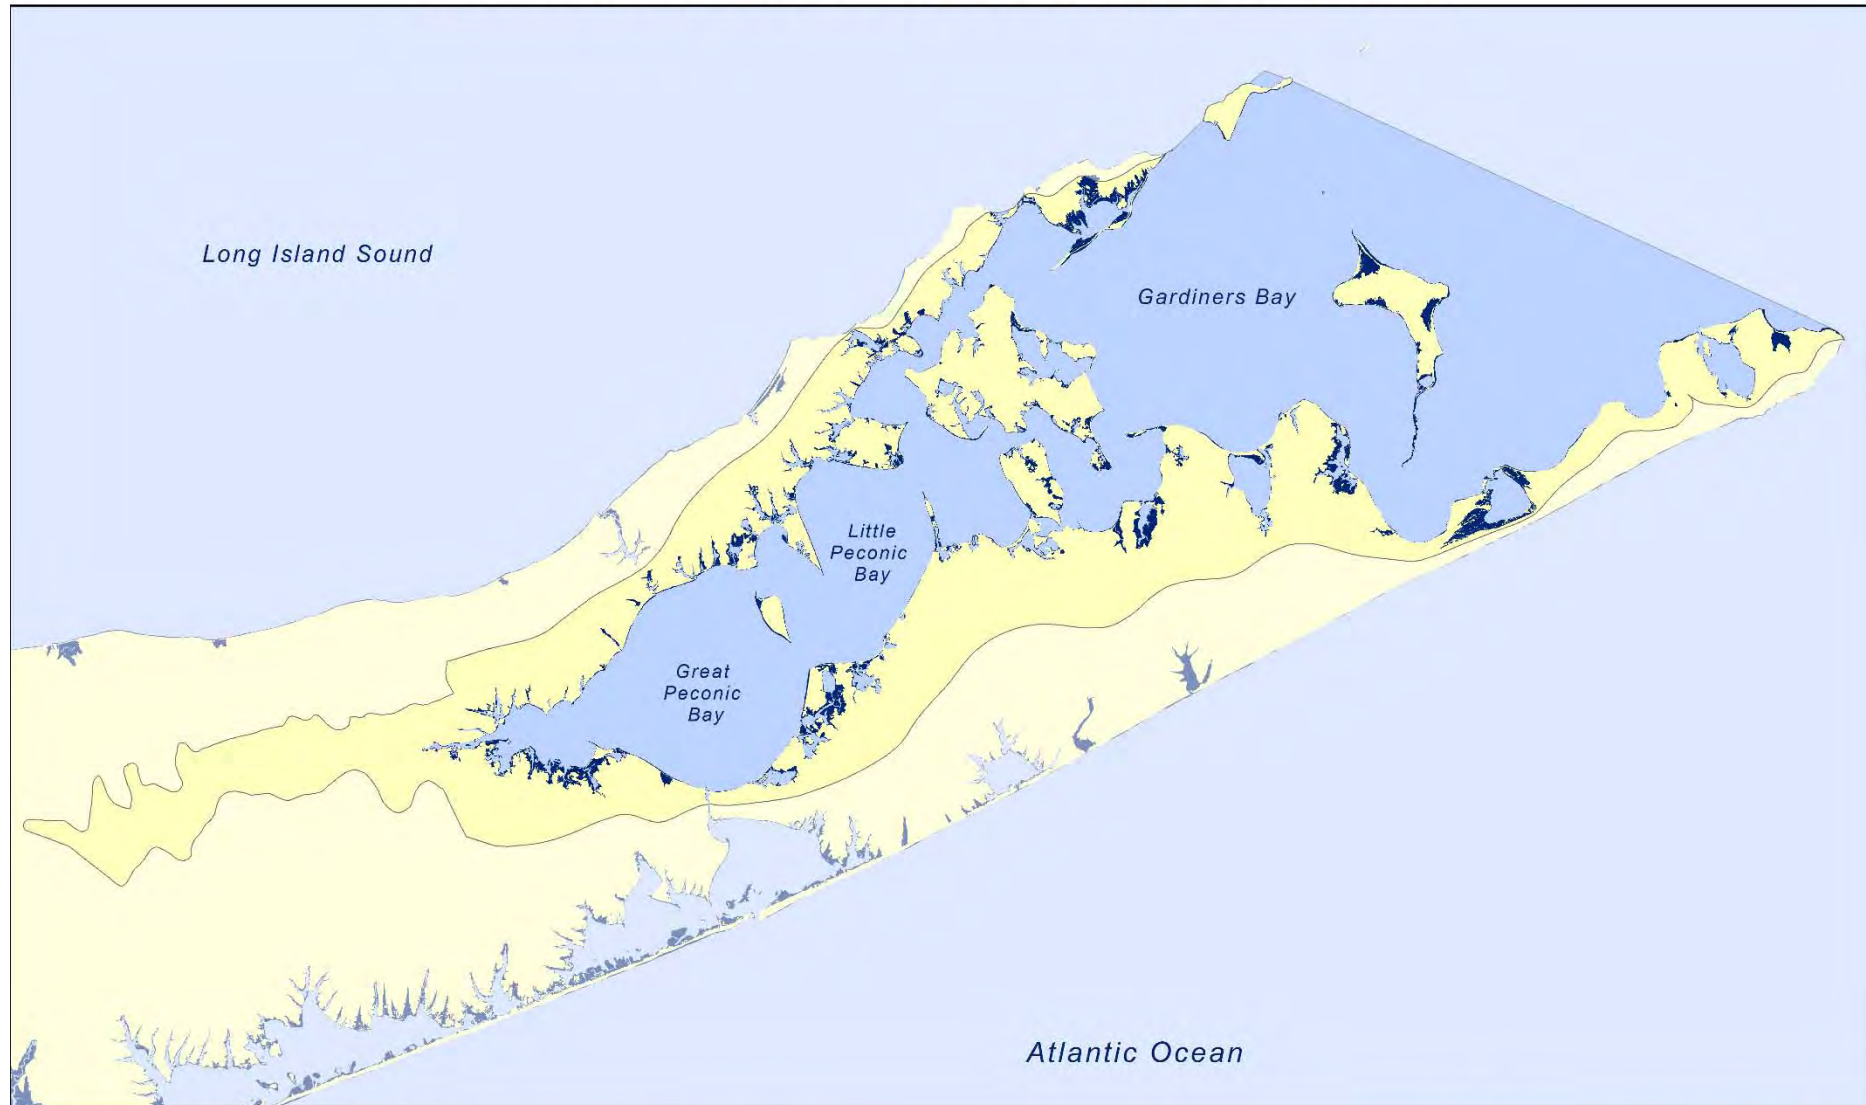 Long Island Sound
Gardiners Bay
Little
Peconic
Bay
Great
Peconic
Bay
Atlantic Ocean